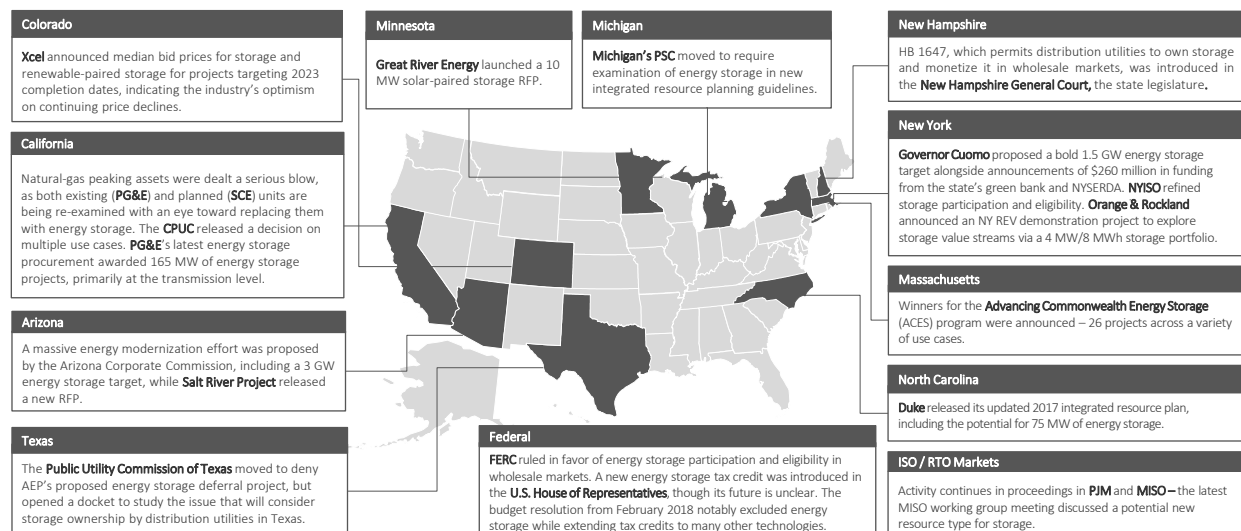 Colorado
Xcel announced median bid prices for storage and
renewable-paired storage for projects targeting 2023
completion dates, indicating the industry's optimism
on continuing price declines.
California
Natural-gas peaking assets were dealt a serious blow,
as both existing (PG&E) and planned (SCE) units are
being re-examined with an eye toward replacing them
with energy storage. The CPUC released a decision on
multiple use cases. PG&E's latest energy storage
procurement awarded 165 MW of energy storage
projects, primarily at the transmission level.
Arizona
A massive energy modernization effort was proposed
by the Arizona Corporate Commission, including a 3 GW
energy storage target, while Salt River Project released
a new RFP.
Texas
The Public Utility Commission of Texas moved to deny
AEP's proposed energy storage deferral project, but
opened a docket to study the issue that will consider
storage ownership by distribution utilities in Texas.
Minnesota
Great River Energy launched a 10
MW solar-paired storage RFP.
Michigan
Michigan's PSC moved to require
examination of energy storage in new
integrated resource planning guidelines.
Federal
FERC ruled in favor of energy storage participation and eligibility in
wholesale markets. A new energy storage tax credit was introduced in
the U.S. House of Representatives, though its future is unclear. The
budget resolution from February 2018 notably excluded energy
storage while extending tax credits to many other technologies.
New Hampshire
HB 1647, which permits distribution utilities to own storage
and monetize it in wholesale markets, was introduced in
the New Hampshire General Court, the state legislature.
New York
Governor Cuomo proposed a bold 1.5 GW energy storage
target alongside announcements of $260 million in funding
from the state's green bank and NYSERDA. NYISO refined
storage participation and eligibility. Orange & Rockland
announced an NY REV demonstration project to explore
storage value streams via a 4 MW/8 MWh storage portfolio.
Massachusetts
Winners for the Advancing Commonwealth Energy Storage
(ACES) program were announced – 26 projects across a variety
of use cases.
North Carolina
Duke released its updated 2017 integrated resource plan,
including the potential for 75 MW of energy storage.
ISO / RTO Markets
Activity continues in proceedings in PJM and MISO – the latest
MISO working group meeting discussed a potential new
resource type for storage.